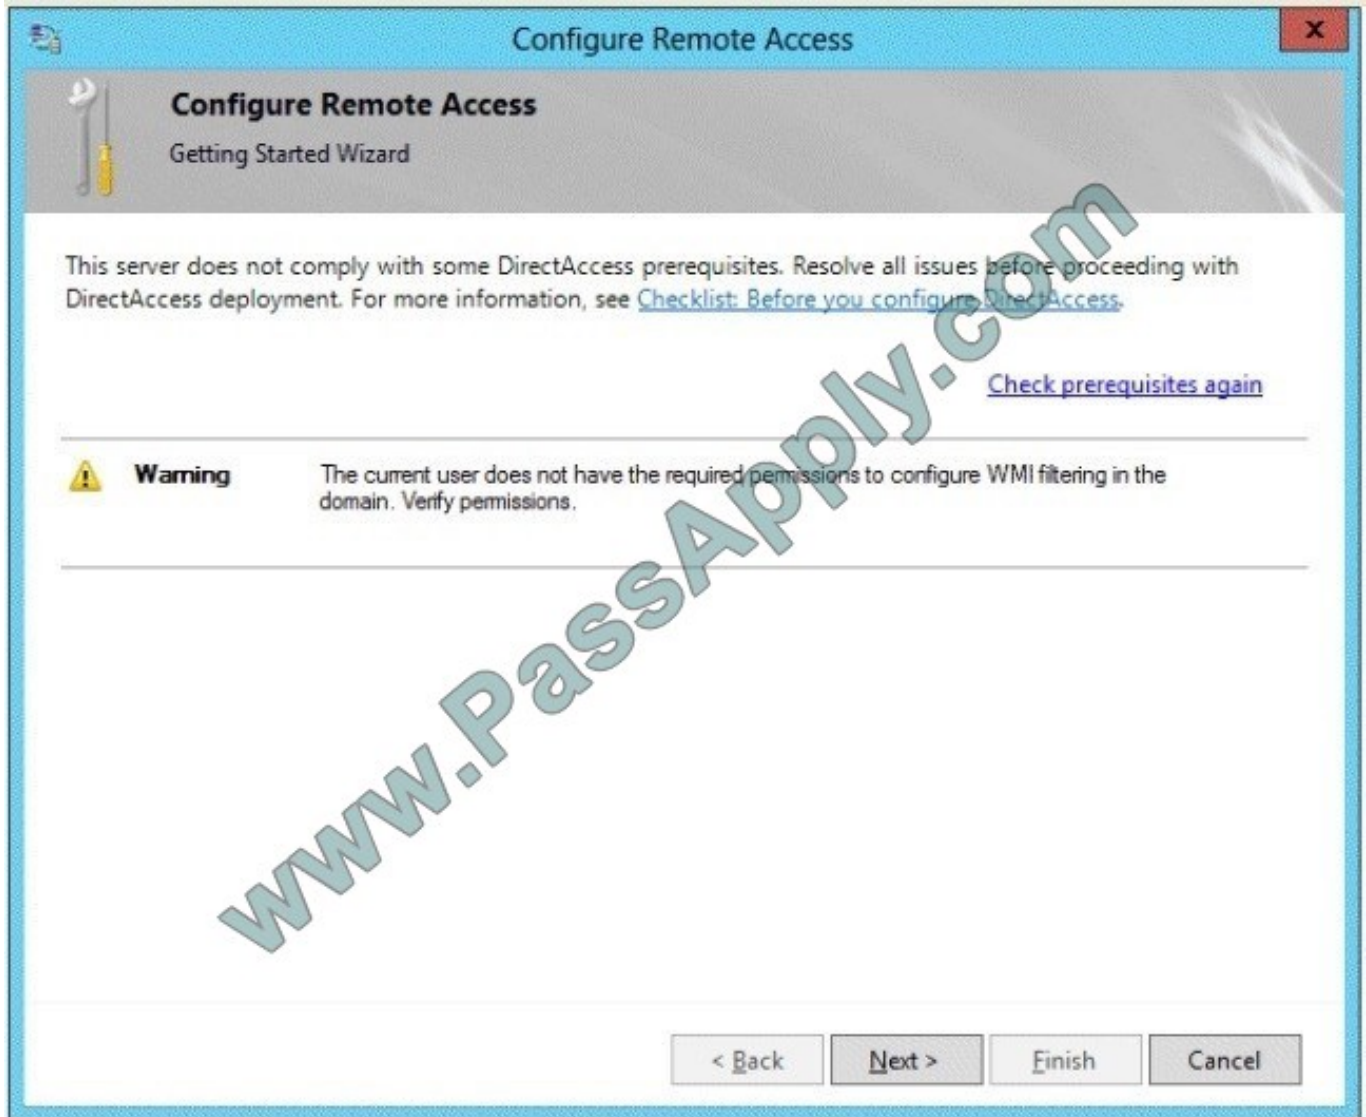 Configure Remote Access
X
Configure Remote Access
Getting Started Wizard
This server does not comply with some DirectAccess prerequisites. Resolve all issues before proceeding with
DirectAccess deployment. For more information, see Checklist: Before you configure DirectAccess.
Check prerequisites again
Warning The current user does not have the required permissions to configure WMI filtering in the
domain. Verify permissions.
www.PassApply.com
< Back Next > Finish Cancel